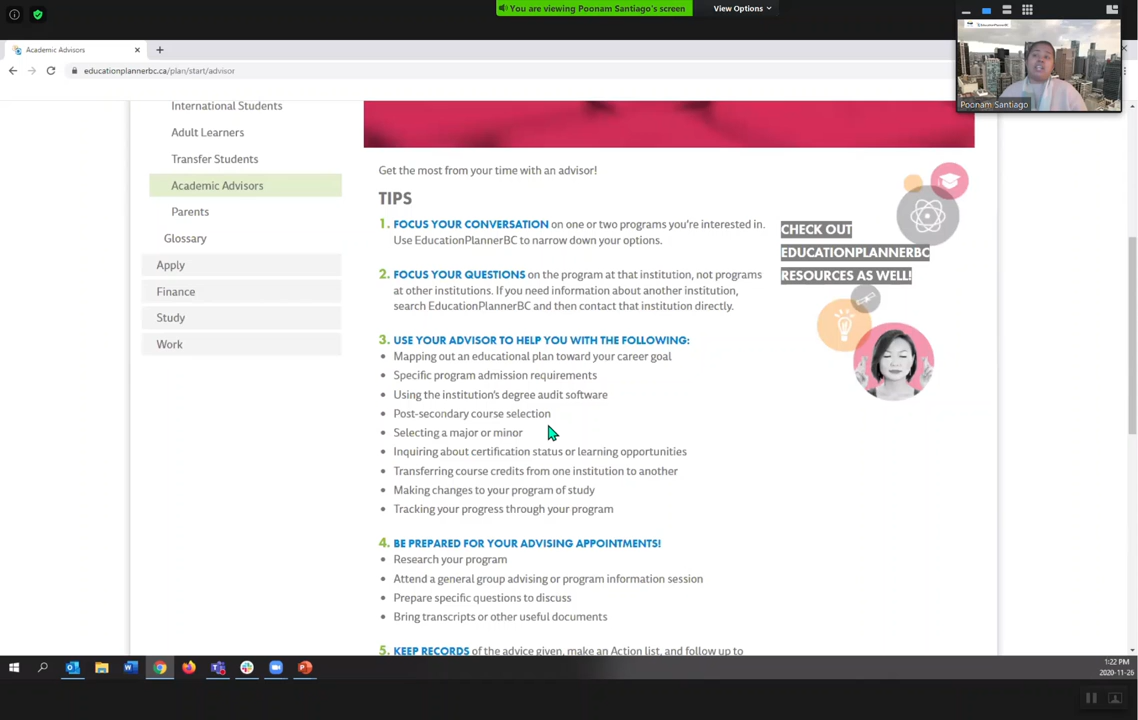 You are viewing Poonam Santiago's screen
View Options
Academic Advisors
educationplannerbc.ca/plan/start/advisor
Poonam Santiago
International Students
Adult Learners
Transfer Students
Academic Advisors
Parents
Glossary
Apply
Finance
Study
Work
Get the most from your time with an advisor!
TIPS
1. FOCUS YOUR CONVERSATION on one or two programs you're interested in.
Use EducationPlannerBC to narrow down your options.
2. FOCUS YOUR QUESTIONS on the program at that institution, not programs
at other institutions. If you need information about another institution,
search EducationPlannerBC and then contact that institution directly.
3. USE YOUR ADVISOR TO HELP YOU WITH THE FOLLOWING:
• Mapping out an educational plan toward your career goal
• Specific program admission requirements
• Using the institution's degree audit software
• Post-secondary course selection
• Selecting a major or minor
• Inquiring about certification status or learning opportunities
• Transferring course credits from one institution to another
• Making changes to your program of study
• Tracking your progress through your program
4. BE PREPARED FOR YOUR ADVISING APPOINTMENTS!
• Research your program
• Attend a general group advising or program information session
• Prepare specific questions to discuss
• Bring transcripts or other useful documents
5. KEEP RECORDS of the advice given, make an Action list, and follow up to
CHECK OUT
EDUCATIONPLANNERBC
RESOURCES AS WELL!
1:22 PM
2020-11-26